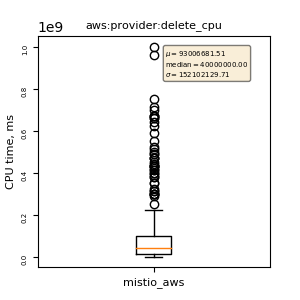 aws:provider:delete_cpu
1e9
μ = 93006681.51
median = 40000000.00
σ = 152102129.71
1.0
0.8
0.6
0.4
0.2
0.0
CPU time, ms
mistio_aws